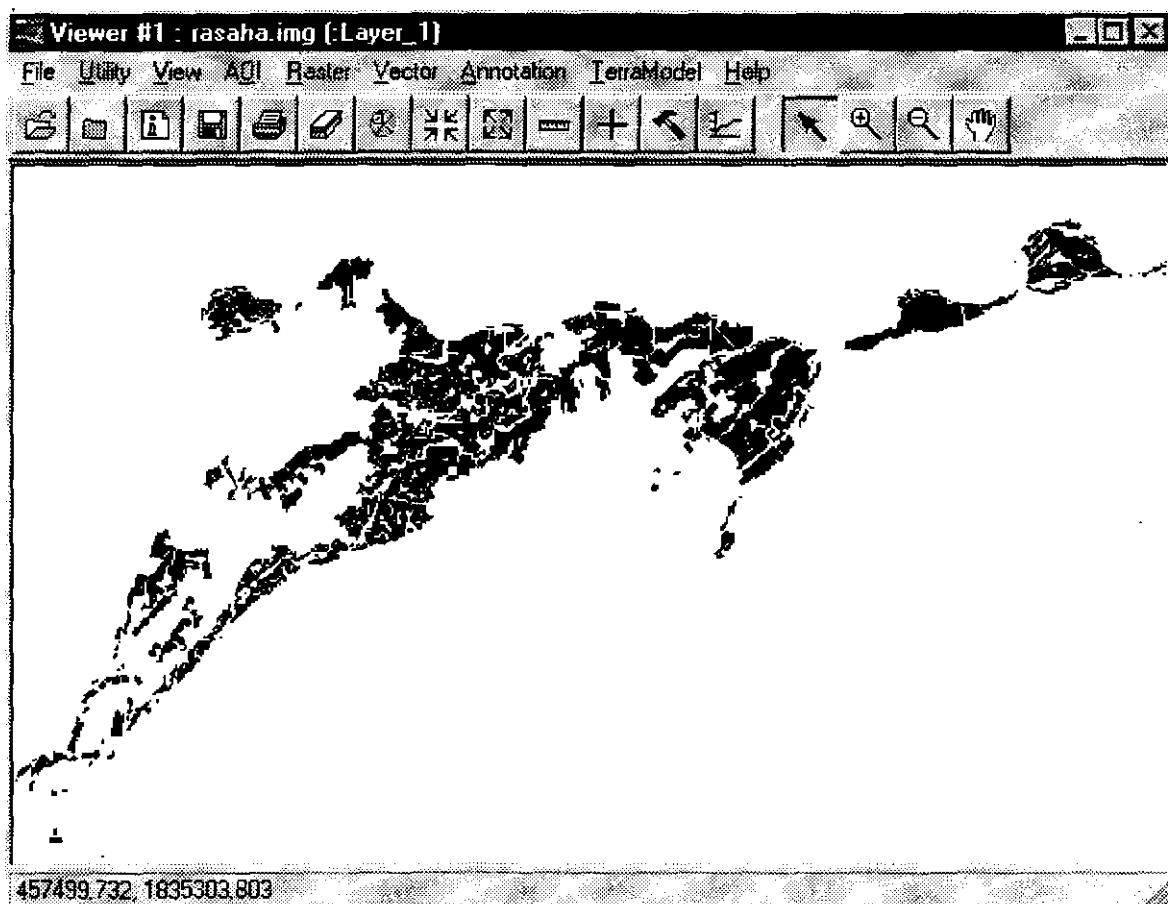 Viewer #1 : rasaha.img (:Layer_1)
File Utility View AOI Raster Vector Annotation TerraModel Help
457499.732, 1835303.803